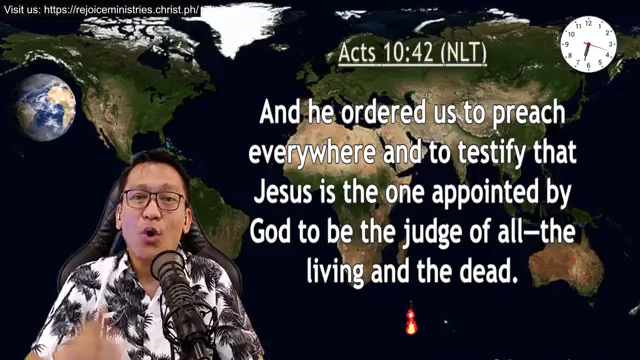 Visit us: https://rejoiceministries.christ.ph/
Acts 10:42 (NLT)
And he ordered us to preach
everywhere and to testify that
Jesus is the one appointed by
God to be the judge of all—the
living and the dead.